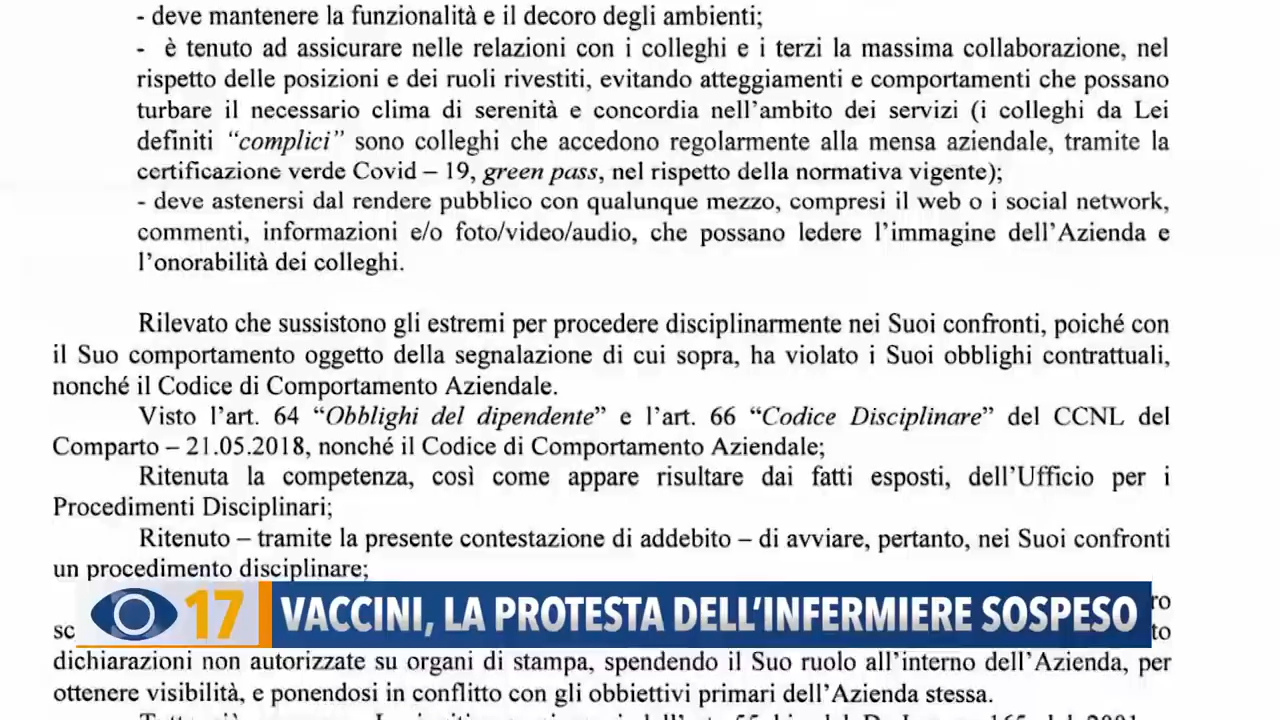 - deve mantenere la funzionalità e il decoro degli ambienti;
- è tenuto ad assicurare nelle relazioni con i colleghi e i terzi la massima collaborazione, nel
rispetto delle posizioni e dei ruoli rivestiti, evitando atteggiamenti e comportamenti che possano
turbare il necessario clima di serenità e concordia nell'ambito dei servizi (i colleghi da Lei
definiti "complici" sono colleghi che accedono regolarmente alla mensa aziendale, tramite la
certificazione verde Covid – 19, green pass, nel rispetto della normativa vigente);
- deve astenersi dal rendere pubblico con qualunque mezzo, compresi il web o i social network,
commenti, informazioni e/o foto/video/audio, che possano ledere l'immagine dell'Azienda e
l'onorabilità dei colleghi.
Rilevato che sussistono gli estremi per procedere disciplinarmente nei Suoi confronti, poiché con
il Suo comportamento oggetto della segnalazione di cui sopra, ha violato i Suoi obblighi contrattuali,
nonché il Codice di Comportamento Aziendale.
Visto l'art. 64 "Obblighi del dipendente" e l'art. 66 "Codice Disciplinare" del CCNL del
Comparto – 21.05.2018, nonché il Codice di Comportamento Aziendale;
Ritenuta la competenza, così come appare risultare dai fatti esposti, dell'Ufficio per i
Procedimenti Disciplinari;
Ritenuto – tramite la presente contestazione di addebito – di avviare, pertanto, nei Suoi confronti
un procedimento disciplinare;
17 VACCINI, LA PROTESTA DELL'INFERMIERE SOSPESO
dichiarazioni non autorizzate su organi di stampa, spendendo il Suo ruolo all'interno dell'Azienda, per
ottenere visibilità, e ponendosi in conflitto con gli obbiettivi primari dell'Azienda stessa.